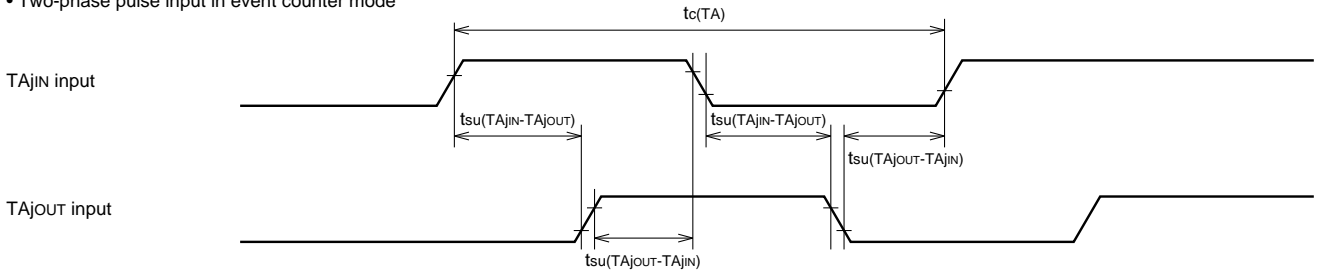 • Two-phase pulse input in event counter mode
tc(TA)
TAjIN input
tsu(TAjIN-TAjOUT)
tsu(TAjIN-TAjOUT)
tsu(TAjOUT-TAjIN)
TAjOUT input
tsu(TAjOUT-TAjIN)